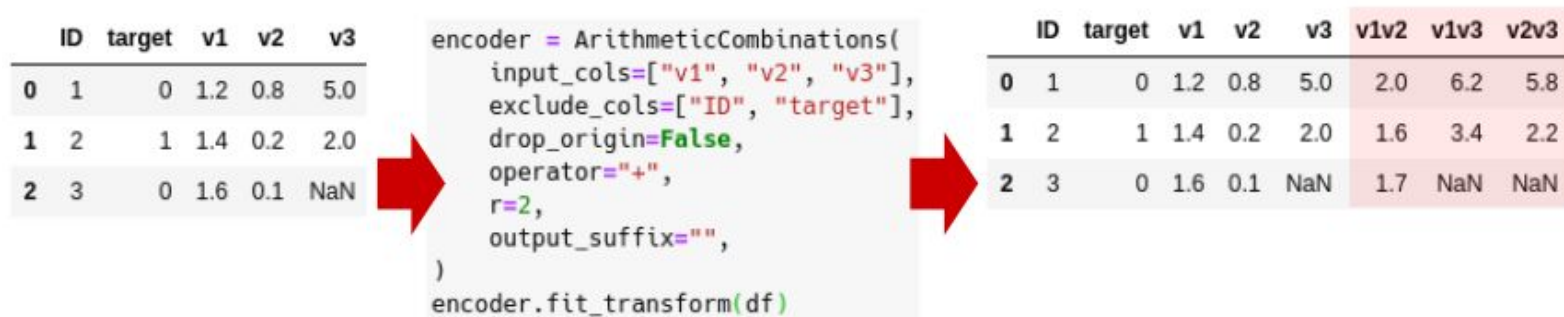 ID target v1 v2 v3
0 1 0 1.2 0.8 5.0
1 2 1 1.4 0.2 2.0
2 3 0 1.6 0.1 NaN
encoder = ArithmeticCombinations(
    input_cols=["v1", "v2", "v3"],
    exclude_cols=["ID", "target"],
    drop_origin=False,
    operator="+",
    r=2,
    output_suffix="",
)
encoder.fit_transform(df)
ID target v1 v2 v3 v1v2 v1v3 v2v3
0 1 0 1.2 0.8 5.0 2.0 6.2 5.8
1 2 1 1.4 0.2 2.0 1.6 3.4 2.2
2 3 0 1.6 0.1 NaN 1.7 NaN NaN